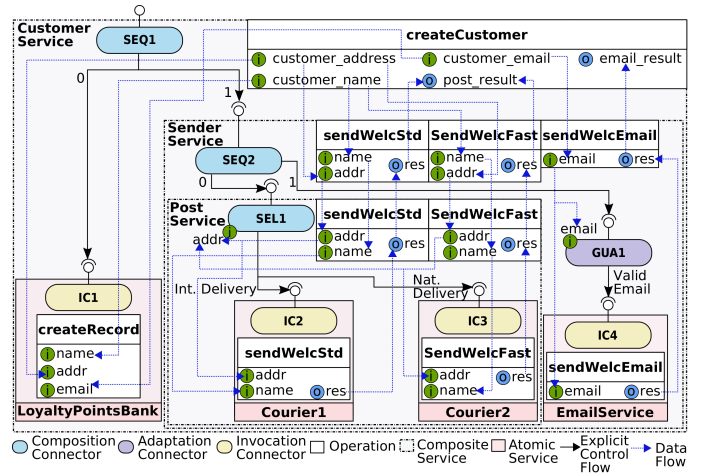 Customer
Service
SEQ1
createCustomer
i customer_address i customer_email o email_result
i customer_name o post_result
0
1
Sender
Service
SEQ2
sendWelcStd sendWelcFast sendWelcEmail
i name o res i name o res i email o res
i addr i addr
0
1
Post
Service
SEL1
i
addr
sendWelcStd sendWelcFast
i addr o res i addr o res
i name i name
email
i
GUA1
Valid
Email
Int. Delivery
Nat.
Delivery
IC1
createRecord
i name
i addr
i email
LoyaltyPointsBank
IC2
sendWelcStd
i addr
i name o res
Courier1
IC3
SendWelcFast
i addr o res
i name
Courier2
IC4
sendWelcEmail
i email o res
EmailService
Composition
Connector
Adaptation
Connector
Invocation
Connector
Operation
Composite
Service
Atomic
Service
Explicit
Control
Flow
Data
Flow